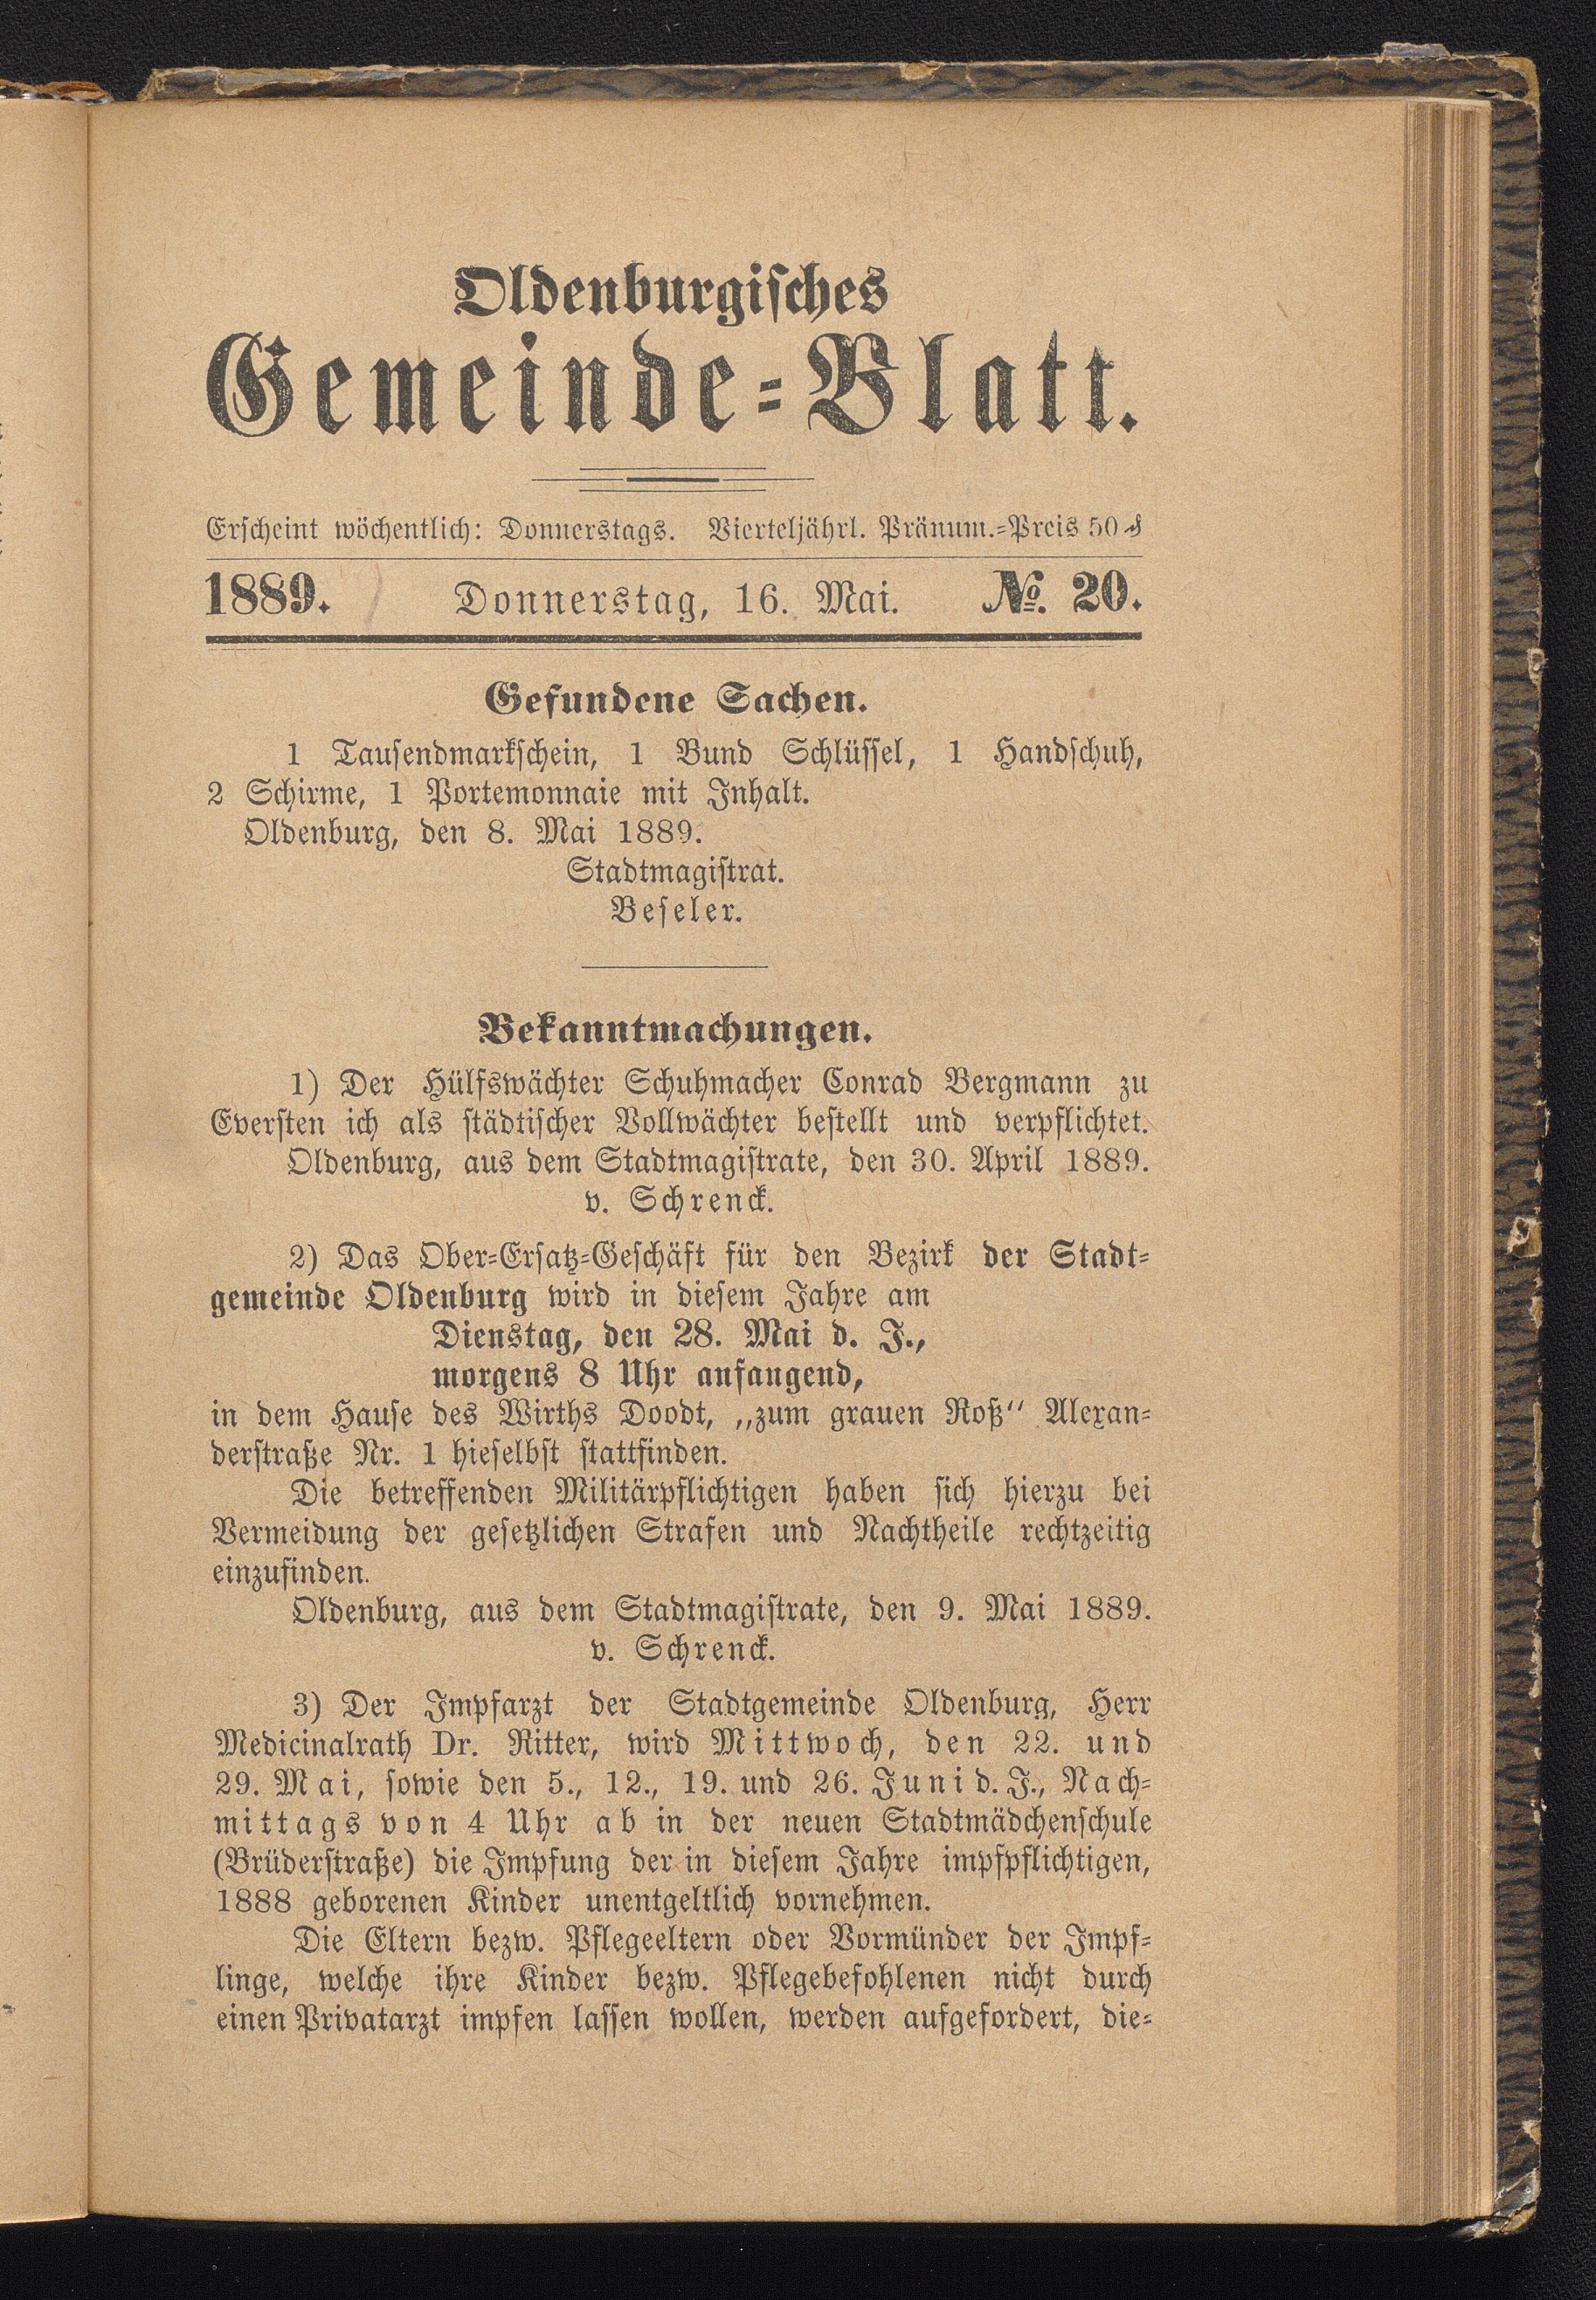 Oldenburgisches
Gemeinde-Blatt.
Erscheint wöchentlich: Donnerstags. Vierteljährl. Pränum.-Preis 50 ₰
1889. Donnerstag, 16. Mai. No. 20.
Gefundene Sachen.
1 Tausendmarkschein, 1 Bund Schlüssel, 1 Handschuh,
2 Schirme, 1 Portemonnaie mit Inhalt.
Oldenburg, den 8. Mai 1889.
Stadtmagistrat.
Beseler.
Bekanntmachungen.
1) Der Hülfswächter Schuhmacher Conrad Bergmann zu
Eversten ich als städtischer Vollwächter bestellt und verpflichtet.
Oldenburg, aus dem Stadtmagistrate, den 30. April 1889.
v. Schrenck.
2) Das Ober-Ersatz-Geschäft für den Bezirk der Stadt-
gemeinde Oldenburg wird in diesem Jahre am
Dienstag, den 28. Mai d. J.,
morgens 8 Uhr anfangend,
in dem Hause des Wirths Doodt, „zum grauen Roß“ Alexan-
derstraße Nr. 1 hieselbst stattfinden.
Die betreffenden Militärpflichtigen haben sich hierzu bei
Vermeidung der gesetzlichen Strafen und Nachtheile rechtzeitig
einzufinden.
Oldenburg, aus dem Stadtmagistrate, den 9. Mai 1889.
v. Schrenck.
3) Der Impfarzt der Stadtgemeinde Oldenburg, Herr
Medicinalrath Dr. Ritter, wird Mittwoch, den 22. und
29. Mai, sowie den 5., 12., 19. und 26. Juni d. J., Nach-
mittags von 4 Uhr ab in der neuen Stadtmädchenschule
(Brüderstraße) die Impfung der in diesem Jahre impfpflichtigen,
1888 geborenen Kinder unentgeltlich vornehmen.
Die Eltern bezw. Pflegeeltern oder Vormünder der Impf-
linge, welche ihre Kinder bezw. Pflegebefohlenen nicht durch
einen Privatarzt impfen lassen wollen, werden aufgefordert, die-